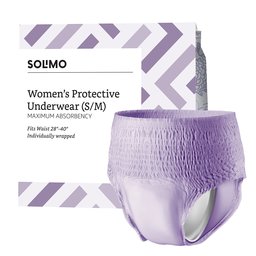 SOLIMO
Women's Protective
Underwear (S/M)
MAXIMUM ABSORBENCY
Fits Waist 28"-40"
Individually wrapped